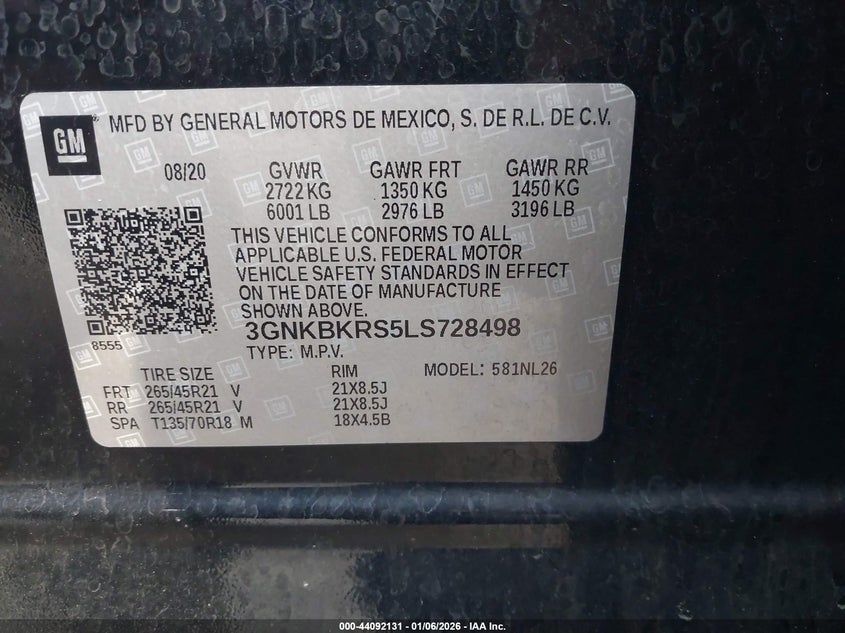 GM
MFD BY GENERAL MOTORS DE MEXICO, S. DE R.L. DE C.V.
08/20 GVWR GAWR FRT GAWR RR
2722 KG 1350 KG 1450 KG
6001 LB 2976 LB 3196 LB
THIS VEHICLE CONFORMS TO ALL
APPLICABLE U.S. FEDERAL MOTOR
VEHICLE SAFETY STANDARDS IN EFFECT
ON THE DATE OF MANUFACTURE
SHOWN ABOVE.
8555 3GNKBKRS5LS728498
TYPE: M.P.V.
TIRE SIZE RIM MODEL: 581NL26
FRT 265/45R21 V 21X8.5J
RR 265/45R21 V 21X8.5J
SPA T135/70R18 M 18X4.5B
000-44092131 - 01/06/2026 - IAA Inc.